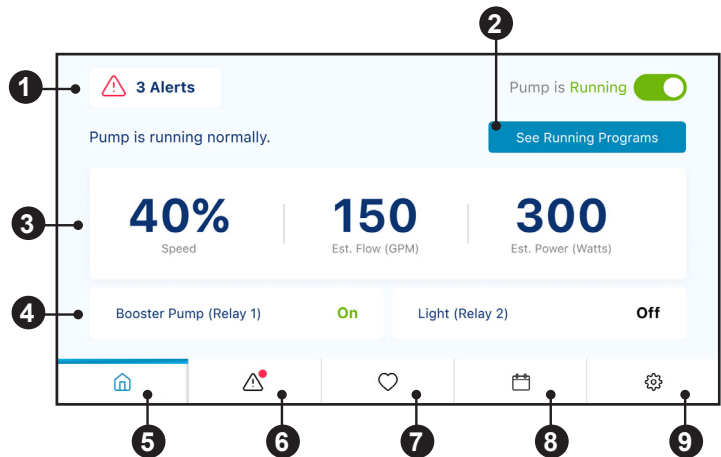 2
1
3 Alerts
Pump is Running
Pump is running normally.
See Running Programs
3
40%
150
300
Speed
Est. Flow (GPM)
Est. Power (Watts)
4
Booster Pump (Relay 1)
On
Light (Relay 2)
Off
5
6
7
8
9